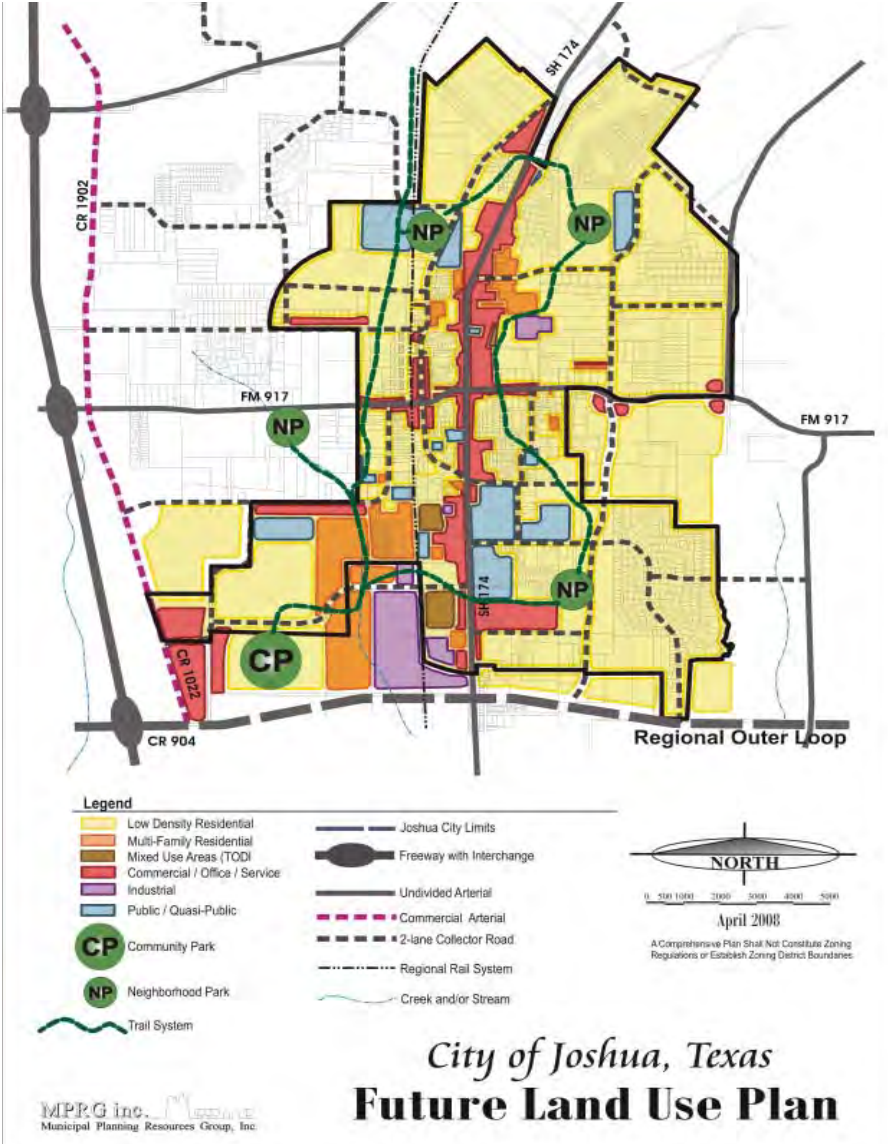 SH 174
CR 1902
NP
NP
FM 917
NP
FM 917
SH 174
NP
CP
CR 1022
CR 904
Regional Outer Loop
Legend
Low Density Residential
Multi-Family Residential
Mixed Use Areas (TODI
Commercial / Office / Service
Industrial
Public / Quasi-Public
CP Community Park
NP Neighborhood Park
Trail System
Joshua City Limits
Freeway with Interchange
Undivided Arterial
Commercial Arterial
2-lane Collector Road
Regional Rail System
Creek and/or Stream
NORTH
0 500 1000 2000 3000 4000 5000
April 2008
A Comprehensive Plan Shall Not Constitute Zoning
Regulations or Establish Zoning District Boundaries
City of Joshua, Texas
Future Land Use Plan
MPRG inc.
Municipal Planning Resources Group, Inc.